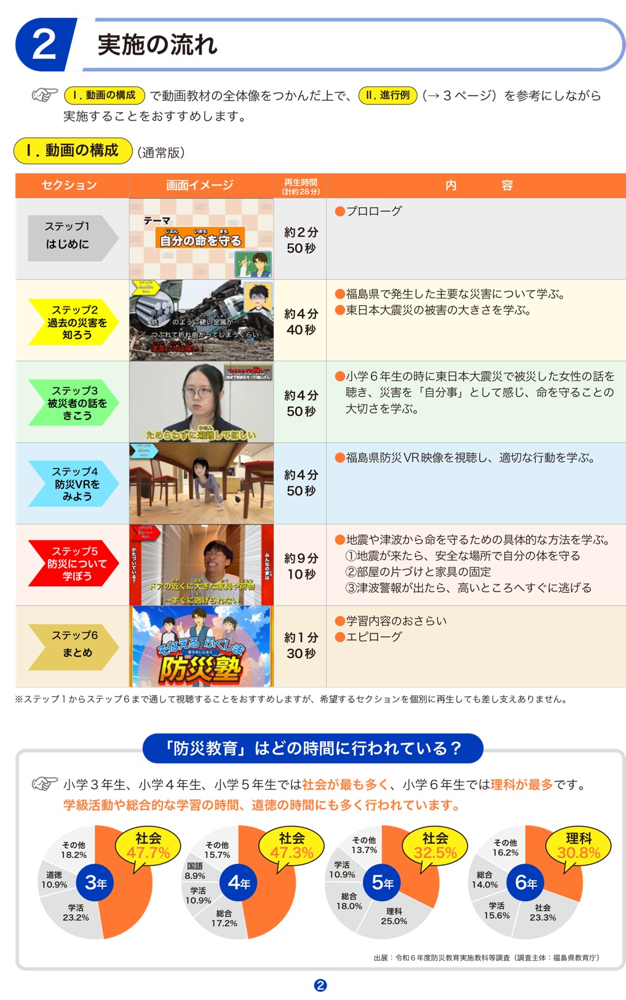 2 実施の流れ
Ⅰ. 動画の構成 で動画教材の全体像をつかんだ上で、 Ⅱ. 進行例 (→３ページ) を参考にしながら
実施することをおすすめします。
Ⅰ. 動画の構成 (通常版)
セクション 画面イメージ 再生時間 (計約28分) 内 容
ステップ1
はじめに
テーマ
じぶん いのち まも
自分の命を守る
約２分
50秒
●プロローグ
ステップ2
過去の災害を
知ろう
鉄 のように硬い金属が
つぶれて折れ曲がってしまうくらい
津波の力は強い！
約４分
40秒
●福島県で発生した主要な災害について学ぶ。
●東日本大震災の被害の大きさを学ぶ。
ステップ3
被災者の話を
きこう
ひなん
ためらわずに避難してほしい
約４分
50秒
●小学６年生の時に東日本大震災で被災した女性の話を
聴き、災害を「自分事」として感じ、命を守ることの
大切さを学ぶ。
ステップ4
防災VRを
みよう
約４分
50秒
●福島県防災VR映像を視聴し、適切な行動を学ぶ。
ステップ5
防災について
学ぼう
かたづいている？
みんなの家は
ドアの近くに大きな家具や荷物
→すぐに逃げられない
約９分
10秒
●地震や津波から命を守るための具体的な方法を学ぶ。
①地震が来たら、安全な場所で自分の体を守る
②部屋の片づけと家具の固定
③津波警報が出たら、高いところへすぐに逃げる
ステップ6
まとめ
そなえる ふくしま
ぼうさいじゅく
防災塾
約１分
30秒
●学習内容のおさらい
●エピローグ
※ステップ１からステップ６まで通して視聴することをおすすめしますが、希望するセクションを個別に再生しても差し支えありません。
「防災教育」はどの時間に行われている？
小学３年生、小学４年生、小学５年生では社会が最も多く、小学６年生では理科が最多です。
学級活動や総合的な学習の時間、道徳の時間にも多く行われています。
3年
社会
47.7%
学活
23.2%
道徳
10.9%
その他
18.2%
4年
社会
47.3%
総合
17.2%
学活
10.9%
国語
8.9%
その他
15.7%
5年
社会
32.5%
理科
25.0%
総合
18.0%
学活
10.9%
その他
13.7%
6年
理科
30.8%
社会
23.3%
学活
15.6%
総合
14.0%
その他
16.2%
出展：令和６年度防災教育実施教科等調査（調査主体：福島県教育庁）
2